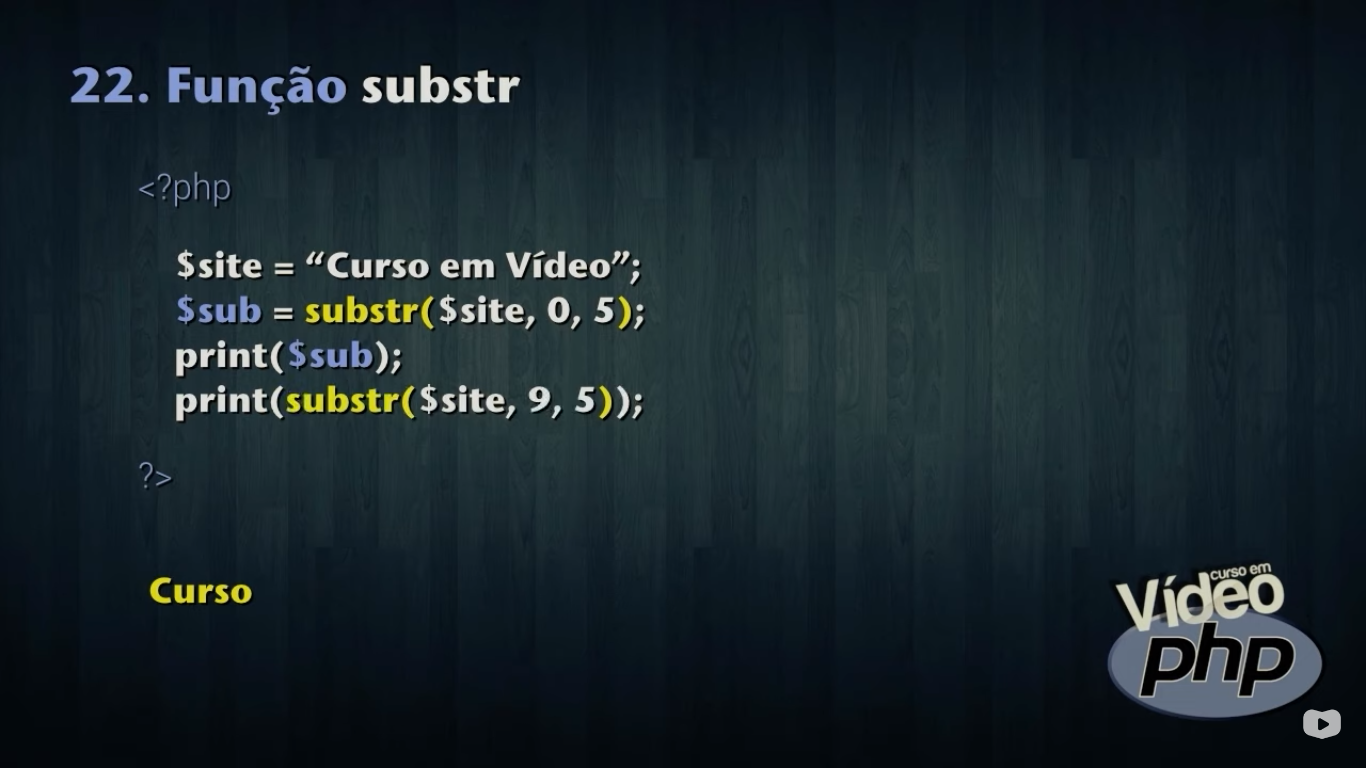 22. Função substr
<?php
$site = “Curso em Vídeo”;
$sub = substr($site, 0, 5);
print($sub);
print(substr($site, 9, 5));
?>
Curso
curso em
Vídeo
php